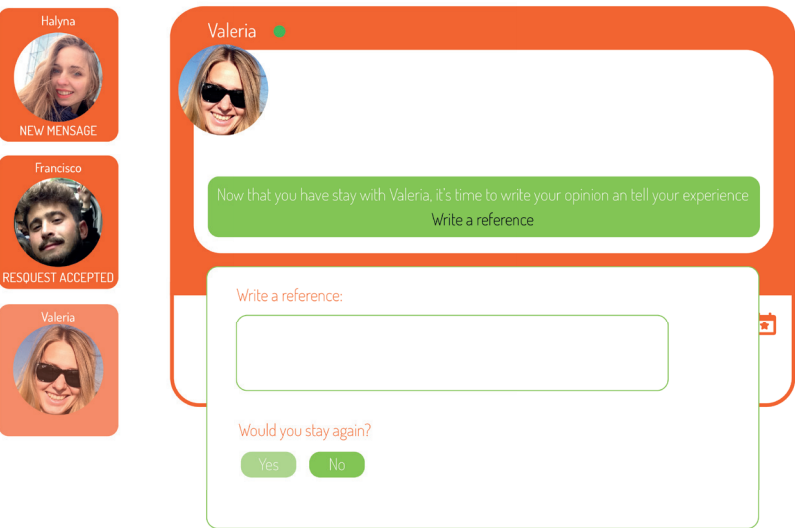 Halyna
NEW MENSAGE
Francisco
RESQUEST ACCEPTED
Valeria
Valeria
Now that you have stay with Valeria, it's time to write your opinion an tell your experience
Write a reference
Write a reference:
Would you stay again?
Yes No